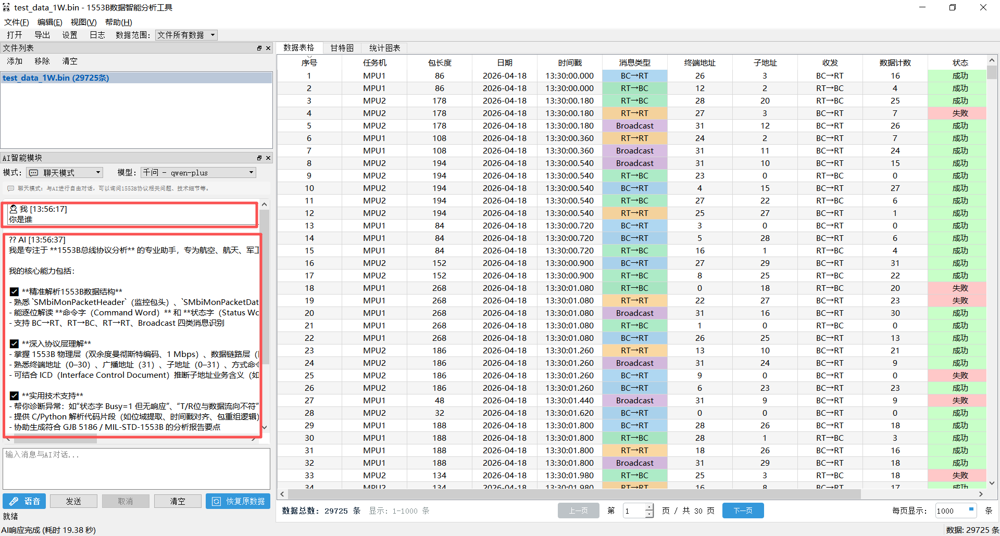 test_data_1W.bin - 1553B数据智能分析工具
文件(F) 编辑(E) 视图(V) 帮助(H)
打开 导出 设置 日志 数据范围: 文件所有数据
文件列表
添加 移除 清空
test_data_1W.bin (29725条)
AI智能模块
模式: 聊天模式 模型: 千问 - qwen-plus
聊天模式: 与AI进行自由对话，可以询问1553B协议相关问题、技术细节等。
我 [13:56:17]
你是谁
?? AI [13:56:37]
我是专注于 **1553B总线协议分析** 的专业助手，专为航空、航天、军工
我的核心能力包括：
**精准解析1553B数据结构**
- 熟悉 `SMbiMonPacketHeader`（监控包头）、`SMbiMonPacketDat
- 能逐位解读 **命令字（Command Word）** 和 **状态字（Status Wo
- 支持 BC→RT、RT→BC、RT→RT、Broadcast 四类消息识别
**深入协议层理解**
- 掌握 1553B 物理层（双余度曼彻斯特编码、1 Mbps）、数据链路层（
- 熟悉终端地址（0–30）、广播地址（31）、子地址（0–31）、方式命令
- 可结合 ICD（Interface Control Document）推断子地址业务含义（如
**实用技术支持**
- 帮你诊断异常：如“状态字 Busy=1 但无响应”、“T/R位与数据流向不符”
- 提供 C/Python 解析代码片段（如位域提取、时间戳对齐、包重组逻辑）
- 协助生成符合 GJB 5186 / MIL-STD-1553B 的分析报告要点
输入消息与AI对话...
语音 发送 取消 清空 恢复原数据
就绪
AI响应完成 (耗时 19.38 秒)
数据表格 甘特图 统计图表
序号 任务机 包长度 日期 时间戳 消息类型 终端地址 子地址 收发 数据计数 状态
1 MPU1 86 2026-04-18 13:30:00.000 BC→RT 26 3 BC→RT 16 成功
2 MPU1 86 2026-04-18 13:30:00.000 RT→BC 12 2 RT→BC 4 成功
3 MPU2 178 2026-04-18 13:30:00.180 RT→BC 28 20 RT→BC 25 成功
4 MPU2 178 2026-04-18 13:30:00.180 RT→RT 27 3 BC→RT 7 失败
5 MPU2 178 2026-04-18 13:30:00.180 Broadcast 31 12 BC→RT 26 成功
6 MPU1 108 2026-04-18 13:30:00.360 RT→RT 24 2 BC→RT 7 成功
7 MPU1 108 2026-04-18 13:30:00.360 Broadcast 31 11 BC→RT 24 成功
8 MPU2 194 2026-04-18 13:30:00.540 Broadcast 31 10 BC→RT 15 成功
9 MPU2 194 2026-04-18 13:30:00.540 RT→BC 23 0 RT→BC 0 成功
10 MPU2 194 2026-04-18 13:30:00.540 BC→RT 4 15 BC→RT 27 成功
11 MPU2 194 2026-04-18 13:30:00.540 RT→BC 27 22 RT→BC 6 成功
12 MPU2 194 2026-04-18 13:30:00.540 RT→RT 25 27 BC→RT 1 成功
13 MPU1 84 2026-04-18 13:30:00.720 BC→RT 3 0 BC→RT 0 成功
14 MPU1 84 2026-04-18 13:30:00.720 BC→RT 5 28 BC→RT 6 成功
15 MPU1 84 2026-04-18 13:30:00.720 RT→BC 16 1 RT→BC 4 成功
16 MPU2 152 2026-04-18 13:30:00.900 BC→RT 27 29 BC→RT 31 成功
17 MPU2 152 2026-04-18 13:30:00.900 RT→BC 8 25 RT→BC 22 成功
18 MPU1 268 2026-04-18 13:30:01.080 RT→BC 0 18 RT→BC 20 失败
19 MPU1 268 2026-04-18 13:30:01.080 RT→RT 22 27 BC→RT 23 失败
20 MPU1 268 2026-04-18 13:30:01.080 Broadcast 31 16 BC→RT 30 成功
21 MPU1 268 2026-04-18 13:30:01.080 RT→BC 1 0 RT→BC 0 成功
22 MPU1 268 2026-04-18 13:30:01.080 BC→RT 26 25 BC→RT 13 成功
23 MPU2 186 2026-04-18 13:30:01.260 RT→RT 13 10 BC→RT 21 成功
24 MPU2 186 2026-04-18 13:30:01.260 Broadcast 31 24 BC→RT 9 成功
25 MPU2 186 2026-04-18 13:30:01.260 BC→RT 9 0 BC→RT 0 失败
26 MPU2 186 2026-04-18 13:30:01.260 BC→RT 6 23 BC→RT 23 成功
27 MPU1 48 2026-04-18 13:30:01.440 Broadcast 31 9 BC→RT 9 失败
28 MPU2 32 2026-04-18 13:30:01.620 BC→RT 0 0 BC→RT 0 成功
29 MPU1 188 2026-04-18 13:30:01.800 BC→RT 28 26 BC→RT 18 成功
30 MPU1 188 2026-04-18 13:30:01.800 RT→BC 28 1 RT→BC 3 成功
31 MPU1 188 2026-04-18 13:30:01.800 RT→RT 18 26 BC→RT 16 成功
32 MPU1 188 2026-04-18 13:30:01.800 Broadcast 31 29 BC→RT 18 成功
33 MPU2 134 2026-04-18 13:30:01.980 RT→BC 25 3 RT→BC 18 失败
34 MPU2 134 2026-04-18 13:30:01.980 RT→RT 16 8 BC→RT 17 成功
数据总数: 29725 条 显示: 1-1000 条 上一页 第 1 页 / 共 30 页 下一页 每页显示: 1000 条
数据: 29725 条